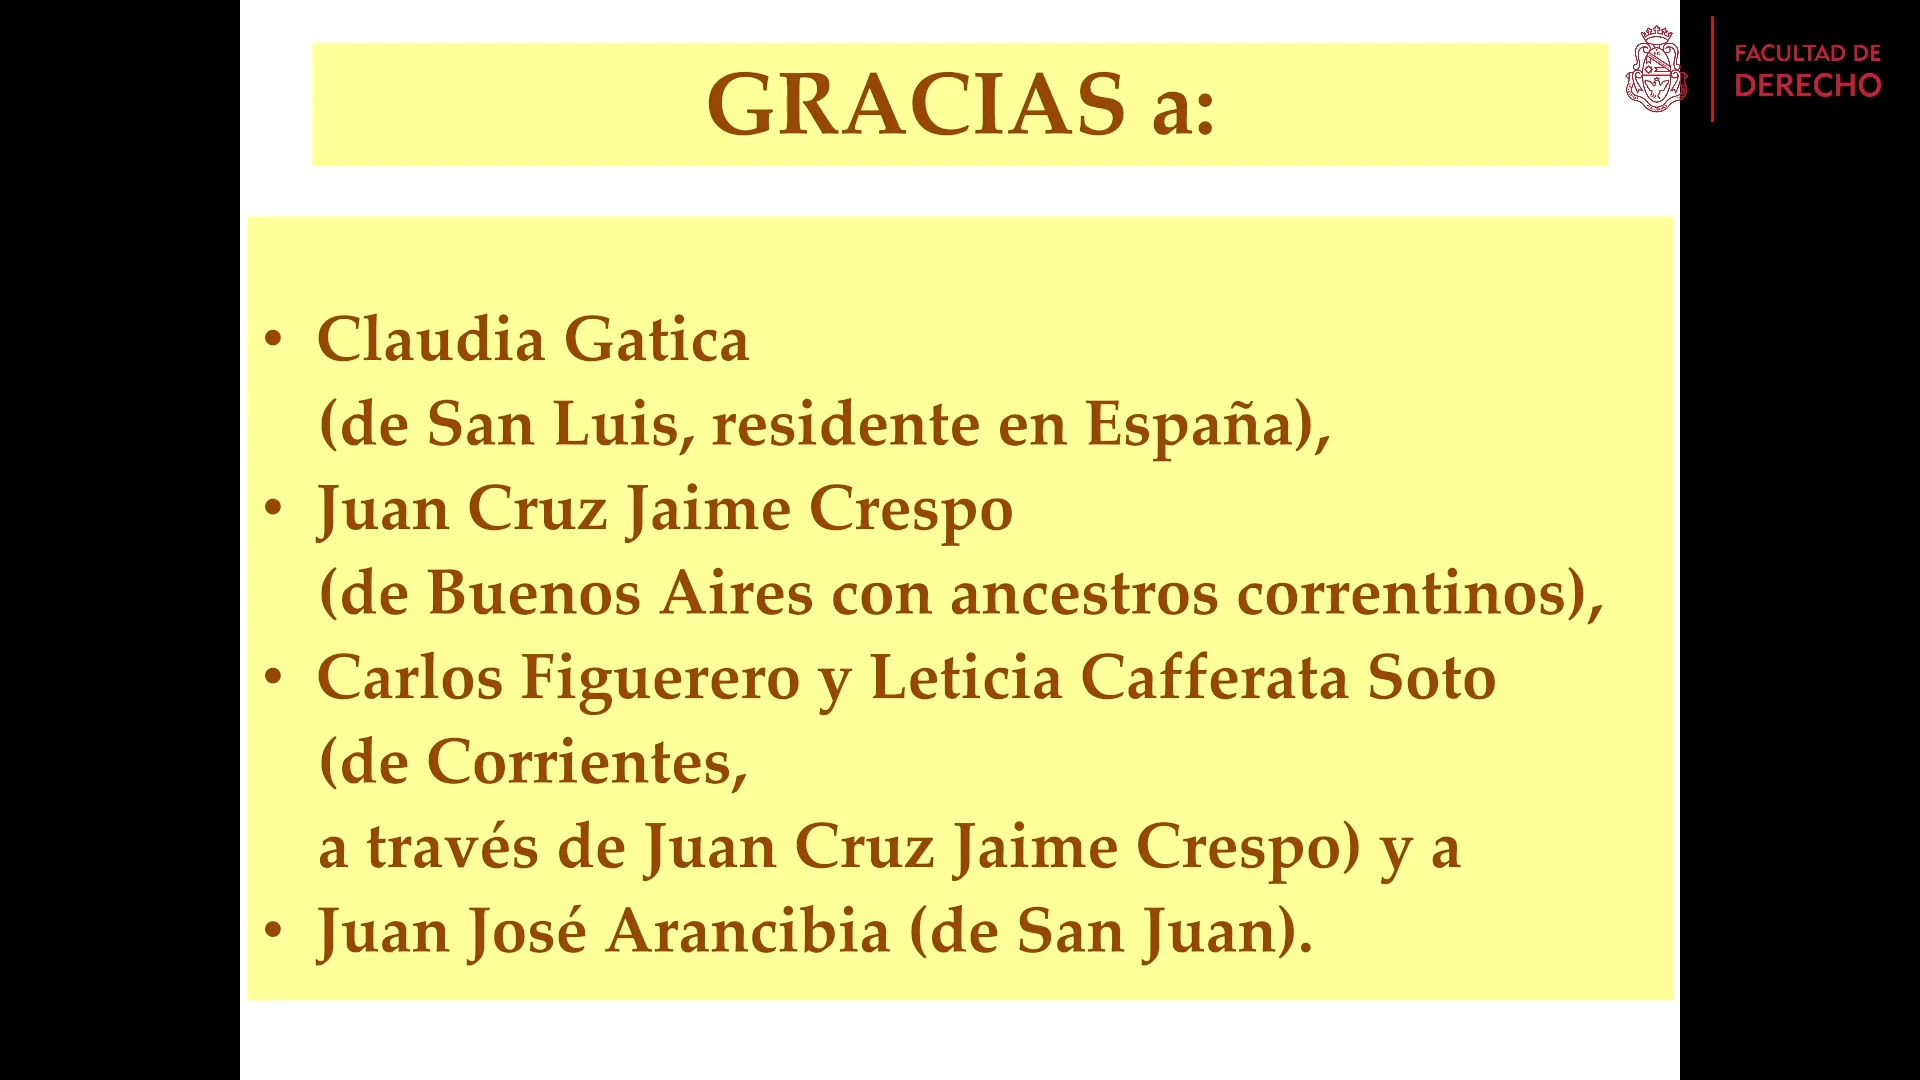 GRACIAS a:
FACULTAD DE
DERECHO
• Claudia Gatica
(de San Luis, residente en España),
• Juan Cruz Jaime Crespo
(de Buenos Aires con ancestros correntinos),
• Carlos Figuerero y Leticia Cafferata Soto
(de Corrientes,
a través de Juan Cruz Jaime Crespo) y a
• Juan José Arancibia (de San Juan).